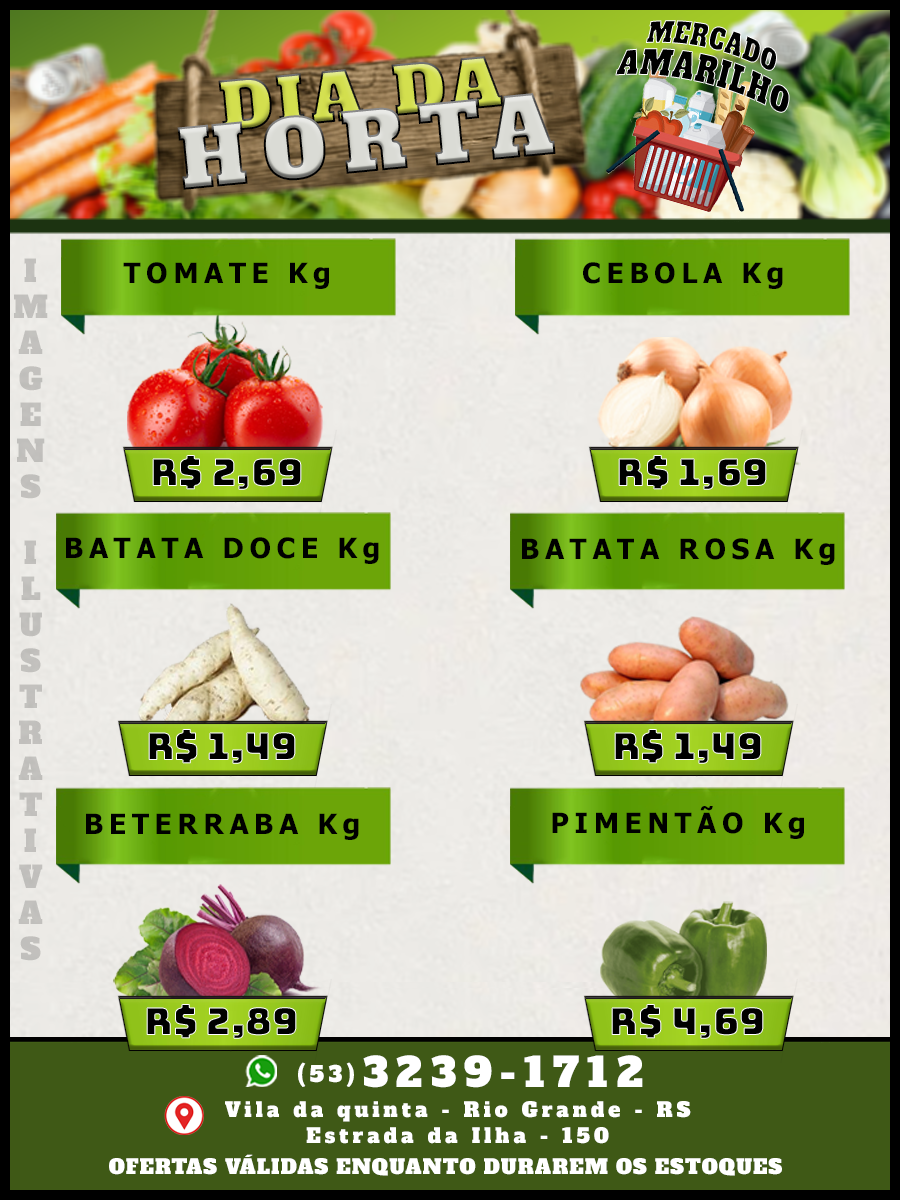 MERCADO
AMARILHO
DIA DA
HORTA
TOMATE Kg
CEBOLA Kg
R$ 2,69
R$ 1,69
BATATA DOCE Kg
BATATA ROSA Kg
R$ 1,49
R$ 1,49
BETERRABA Kg
PIMENTÃO Kg
R$ 2,89
R$ 4,69
IMAGENS ILUSTRATIVAS
(53) 3239-1712
Vila da quinta - Rio Grande - RS
Estrada da Ilha - 150
OFERTAS VÁLIDAS ENQUANTO DURAREM OS ESTOQUES